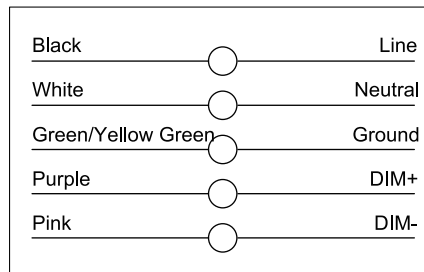 Black Line
White Neutral
Green/Yellow Green Ground
Purple DIM+
Pink DIM-